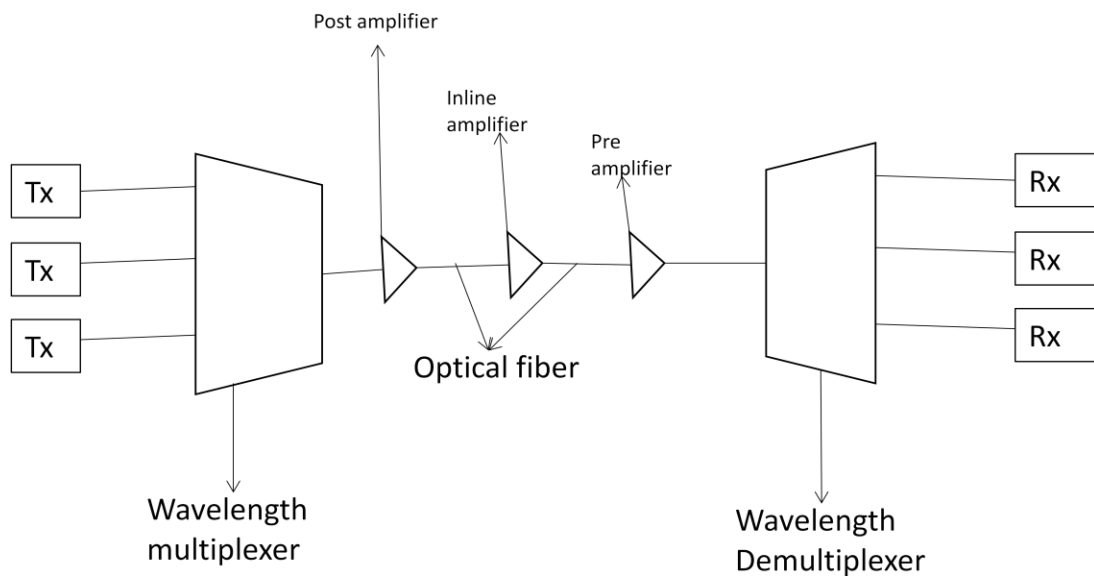 Post amplifier
Inline
amplifier
Pre
amplifier
Tx
Tx
Tx
Rx
Rx
Rx
Optical fiber
Wavelength
multiplexer
Wavelength
Demultiplexer